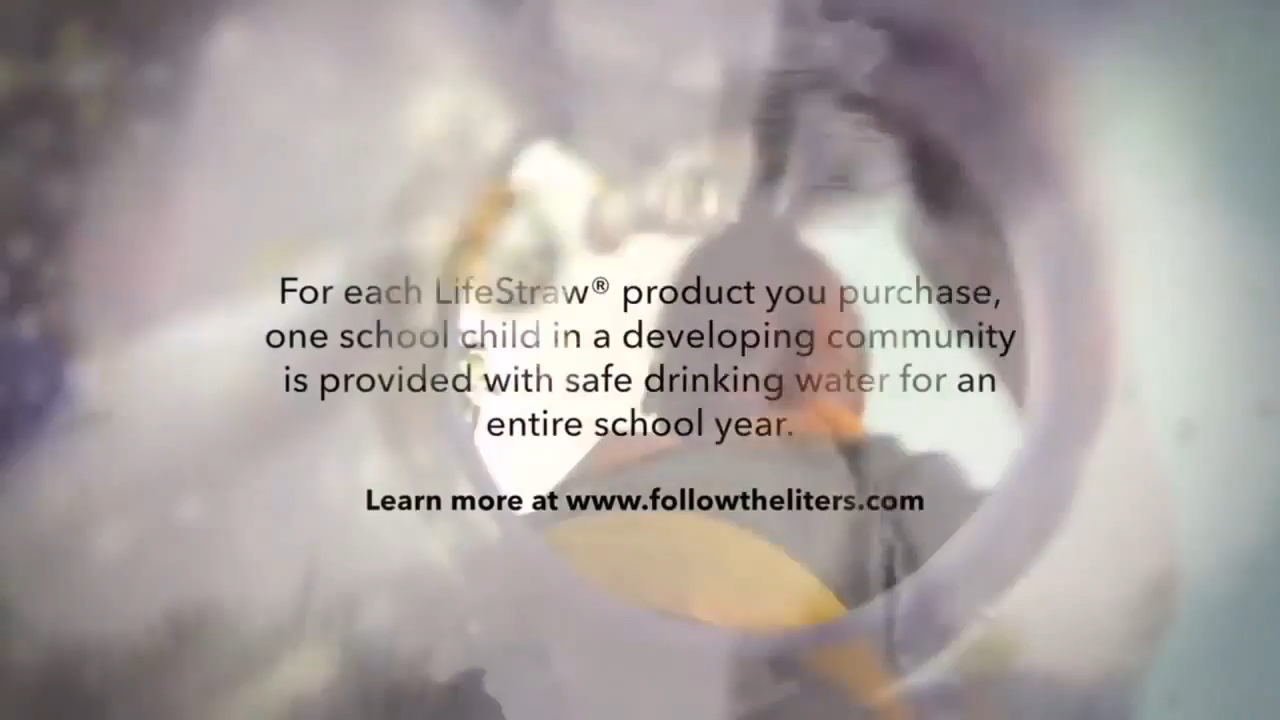 For each LifeStraw® product you purchase,
one school child in a developing community
is provided with safe drinking water for an
entire school year.
Learn more at www.followtheliters.com